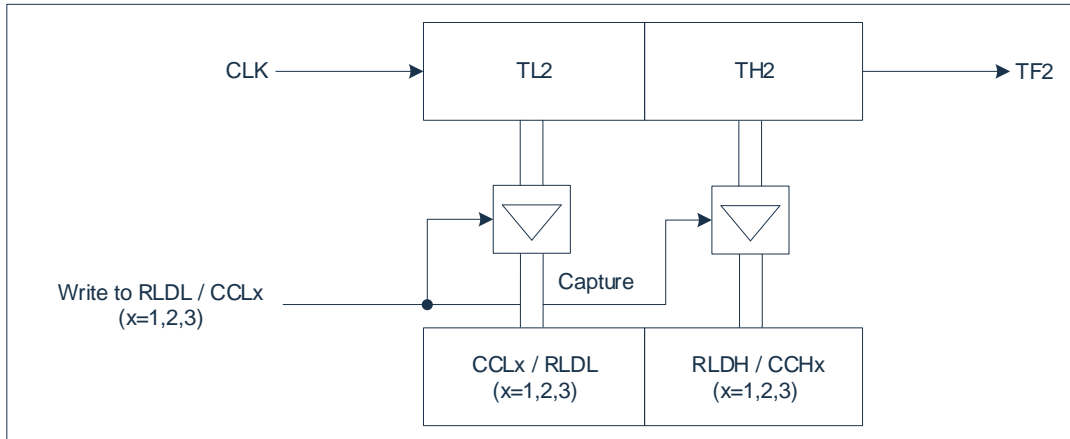 CLK
TL2
TH2
TF2
Capture
Write to RLDL / CCLx
(x=1,2,3)
CCLx / RLDL
(x=1,2,3)
RLDH / CCHx
(x=1,2,3)